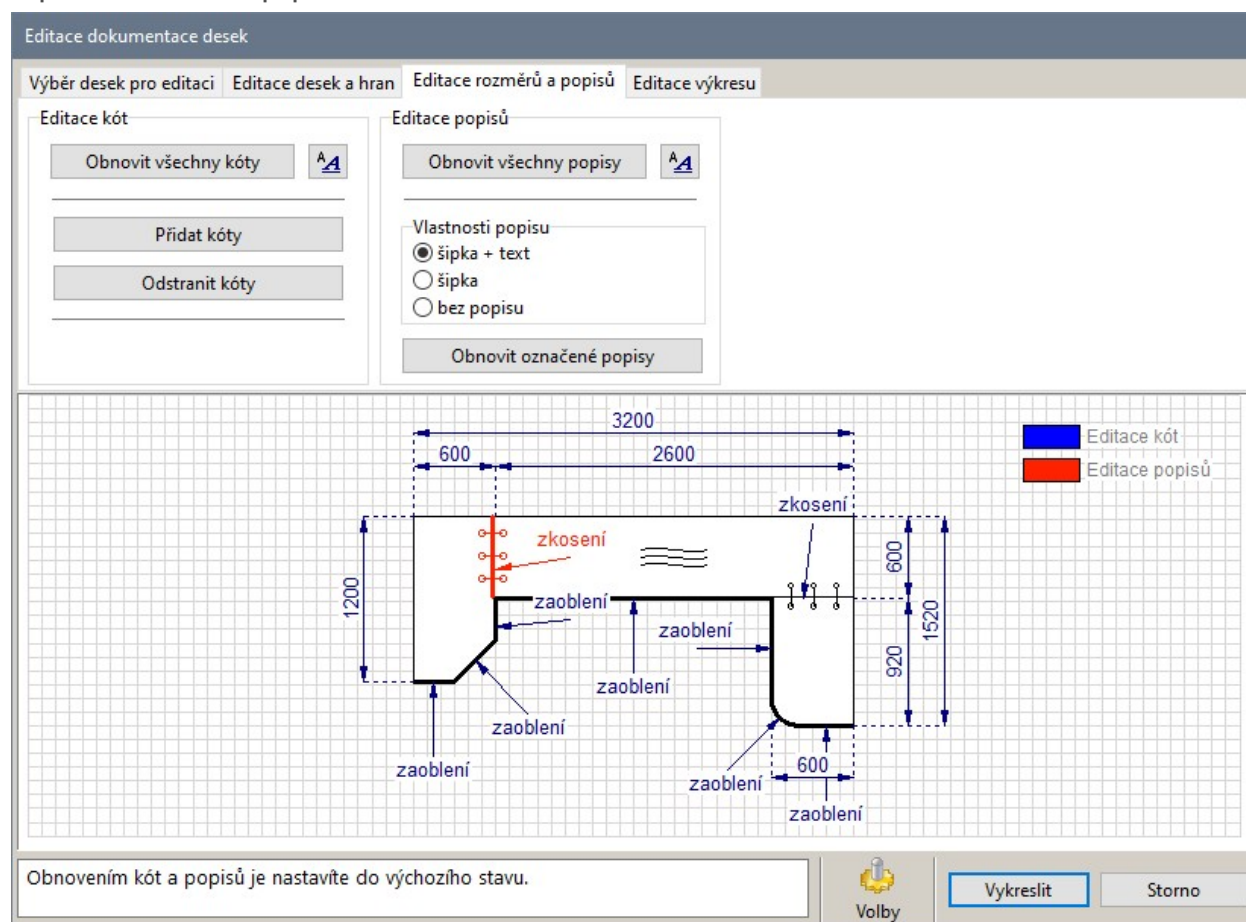 Editace dokumentace desek
Výběr desek pro editaci Editace desek a hran Editace rozměrů a popisů Editace výkresu
Editace kót
Obnovit všechny kóty AA
Přidat kóty
Odstranit kóty
Editace popisů
Obnovit všechny popisy AA
Vlastnosti popisu
šipka + text
šipka
bez popisu
Obnovit označené popisy
3200
600 2600
Editace kót
Editace popisů
zkosení
zkosení
600
1200
zaoblení
zaoblení
1520
920
zaoblení
zaoblení
600
zaoblení
zaoblení
zaoblení
Obnovením kót a popisů je nastavíte do výchozího stavu.
Volby
Vykreslit Storno